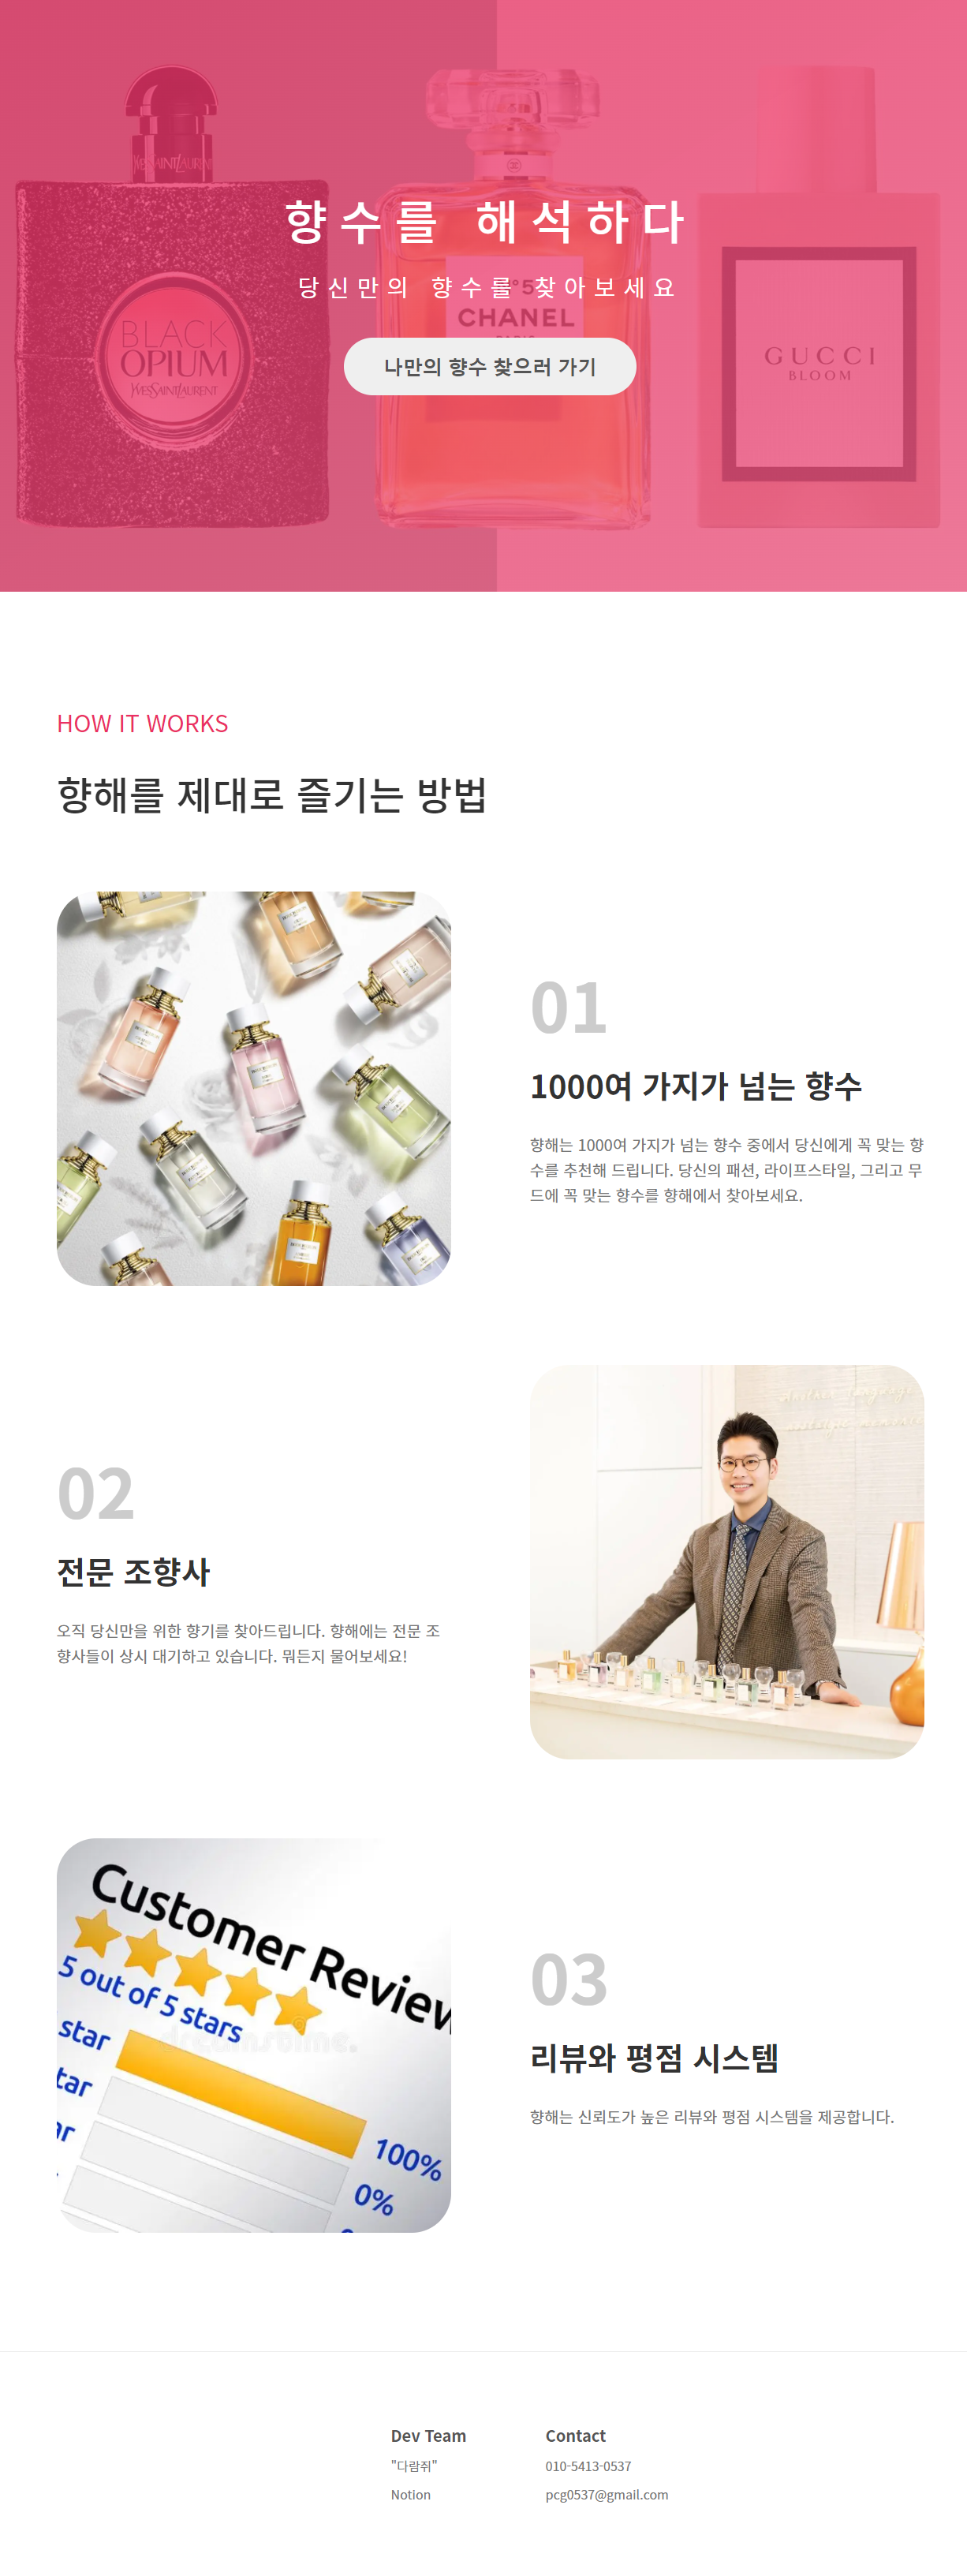 향수를 해석하다
당신만의 향수를 찾아보세요
나만의 향수 찾으러 가기
YVESSAINTLAURENT
BLACK
OPIUM
YVESSAINTLAURENT
N°5
CHANEL
GUCCI
BLOOM
HOW IT WORKS
향해를 제대로 즐기는 방법
01
1000여 가지가 넘는 향수
향해는 1000여 가지가 넘는 향수 중에서 당신에게 꼭 맞는 향
수를 추천해 드립니다. 당신의 패션, 라이프스타일, 그리고 무
드에 꼭 맞는 향수를 향해에서 찾아보세요.
02
전문 조향사
오직 당신만을 위한 향기를 찾아드립니다. 향해에는 전문 조
향사들이 상시 대기하고 있습니다. 뭐든지 물어보세요!
Customer Review
5 out of 5 stars
star
tar
ar
100%
0%
dreamstime.
03
리뷰와 평점 시스템
향해는 신뢰도가 높은 리뷰와 평점 시스템을 제공합니다.
Dev Team
"다람쥐"
Notion
Contact
010-5413-0537
pcg0537@gmail.com